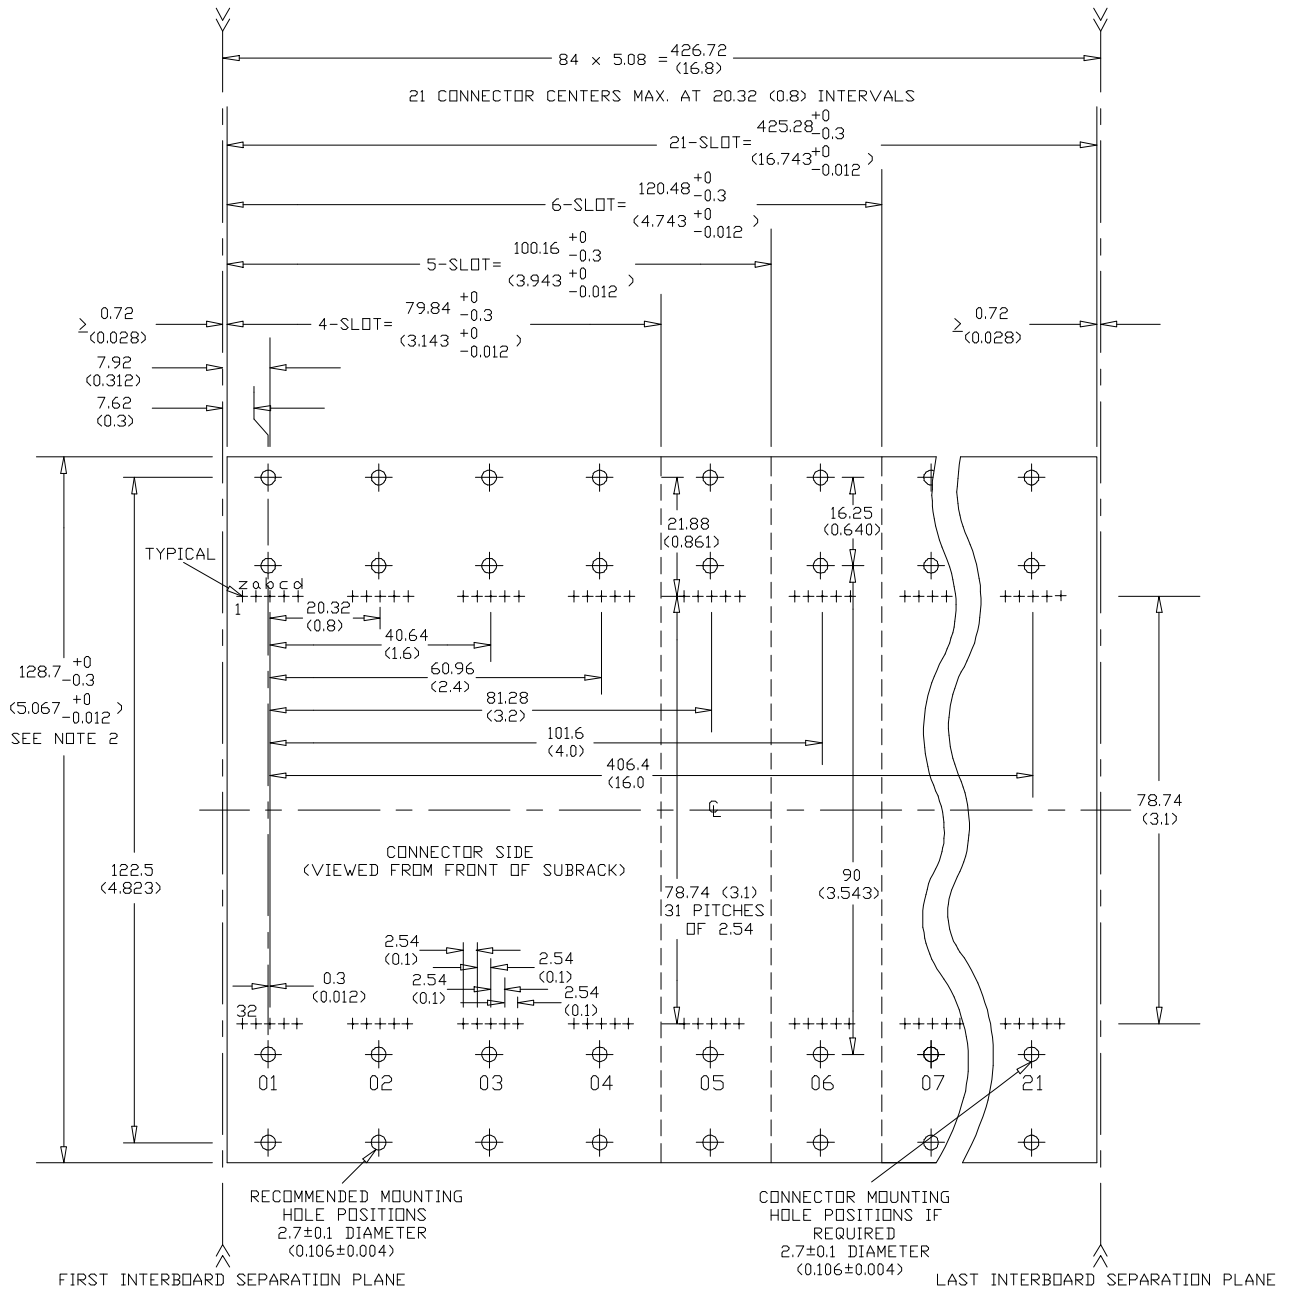 84 × 5.08 = 426.72
(16.8)
21 CONNECTOR CENTERS MAX. AT 20.32 (0.8) INTERVALS
21-SLOT= 425.28 +0 -0.3
(16.743 +0 -0.012 )
6-SLOT= 120.48 +0 -0.3
(4.743 +0 -0.012 )
5-SLOT= 100.16 +0 -0.3
(3.943 +0 -0.012 )
4-SLOT= 79.84 +0 -0.3
(3.143 +0 -0.012 )
≥ 0.72
(0.028)
≥ 0.72
(0.028)
7.92
(0.312)
7.62
(0.3)
21.88
(0.861)
16.25
(0.640)
TYPICAL
z a b c d
1
20.32
(0.8)
40.64
(1.6)
60.96
(2.4)
81.28
(3.2)
101.6
(4.0)
406.4
(16.0
128.7 +0 -0.3
(5.067 +0 -0.012 )
SEE NOTE 2
℄
78.74
(3.1)
CONNECTOR SIDE
(VIEWED FROM FRONT OF SUBRACK)
122.5
(4.823)
78.74 (3.1)
31 PITCHES
OF 2.54
90
(3.543)
2.54
(0.1)
2.54
(0.1)
2.54
(0.1)
2.54
(0.1)
0.3
(0.012)
32
01 02 03 04 05 06 07 21
RECOMMENDED MOUNTING
HOLE POSITIONS
2.7±0.1 DIAMETER
(0.106±0.004)
CONNECTOR MOUNTING
HOLE POSITIONS IF
REQUIRED
2.7±0.1 DIAMETER
(0.106±0.004)
FIRST INTERBOARD SEPARATION PLANE
LAST INTERBOARD SEPARATION PLANE